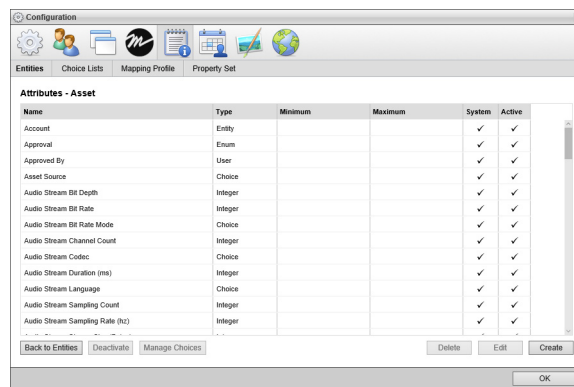 Configuration
Entities Choice Lists Mapping Profile Property Set
Attributes - Asset
Name Type Minimum Maximum System Active
Account Entity ✓ ✓
Approval Enum ✓ ✓
Approved By User ✓ ✓
Asset Source Choice ✓ ✓
Audio Stream Bit Depth Integer ✓ ✓
Audio Stream Bit Rate Integer ✓ ✓
Audio Stream Bit Rate Mode Choice ✓ ✓
Audio Stream Channel Count Integer ✓ ✓
Audio Stream Codec Choice ✓ ✓
Audio Stream Duration (ms) Integer ✓ ✓
Audio Stream Language Choice ✓ ✓
Audio Stream Sampling Count Integer ✓ ✓
Audio Stream Sampling Rate (hz) Integer ✓ ✓
Back to Entities Deactivate Manage Choices Delete Edit Create
OK